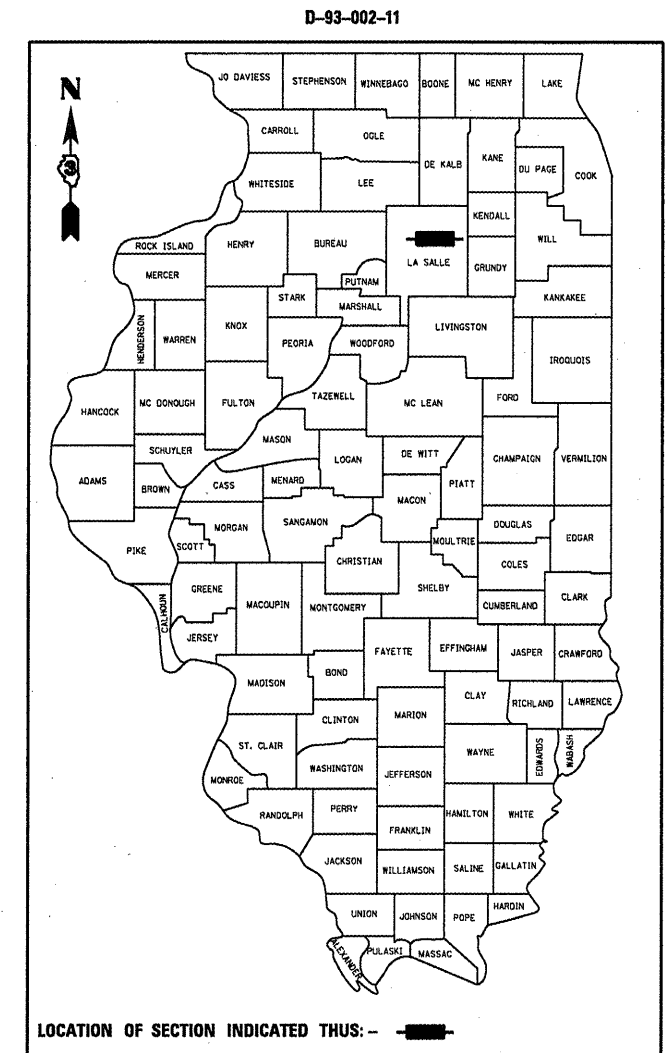 D-93-002-11
N
3
JO DAVIESS STEPHENSON WINNEBAGO BOONE MC HENRY LAKE
CARROLL OGLE DE KALB KANE DU PAGE COOK
WHITESIDE LEE
KENDALL
ROCK ISLAND HENRY BUREAU LA SALLE GRUNDY WILL
MERCER PUTNAM
STARK MARSHALL KANKAKEE
HENDERSON WARREN KNOX PEORIA WOODFORD LIVINGSTON IROQUOIS
HANCOCK MC DONOUGH FULTON TAZEWELL MC LEAN FORD
MASON
SCHUYLER LOGAN DE WITT CHAMPAIGN VERMILION
ADAMS BROWN CASS MENARD MACON PIATT
MORGAN SANGAMON DOUGLAS
PIKE SCOTT CHRISTIAN MOULTRIE COLES EDGAR
GREENE MACOUPIN MONTGOMERY SHELBY CUMBERLAND CLARK
CALHOUN JERSEY
FAYETTE EFFINGHAM JASPER CRAWFORD
MADISON BOND
CLAY RICHLAND LAWRENCE
CLINTON MARION
ST. CLAIR WAYNE EDWARDS WABASH
MONROE WASHINGTON JEFFERSON
RANDOLPH PERRY HAMILTON WHITE
FRANKLIN
JACKSON WILLIAMSON SALINE GALLATIN
UNION JOHNSON POPE HARDIN
ALEXANDER PULASKI MASSAC
LOCATION OF SECTION INDICATED THUS: -